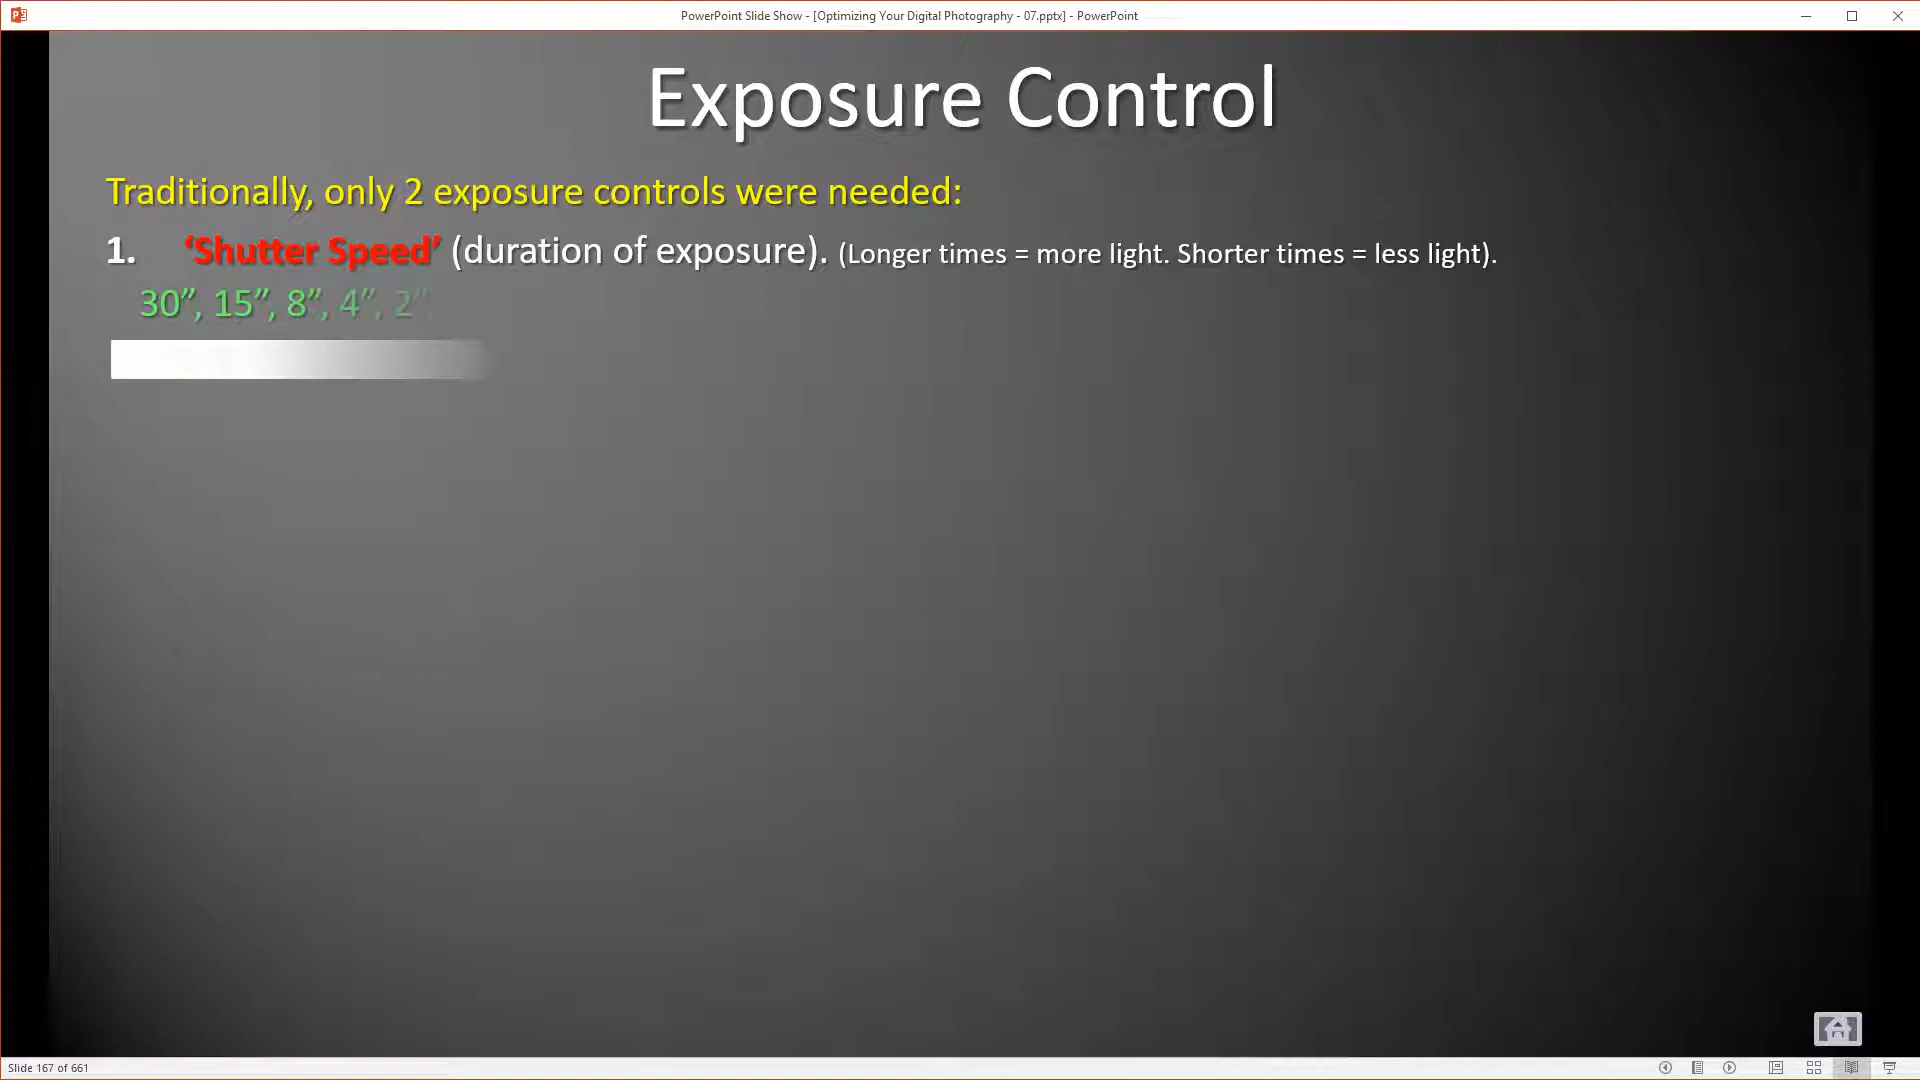 PowerPoint Slide Show - [Optimizing Your Digital Photography - 07.pptx] - PowerPoint
Exposure Control
Traditionally, only 2 exposure controls were needed:
1. ‘Shutter Speed’ (duration of exposure). (Longer times = more light. Shorter times = less light).
30”, 15”, 8”, 4”, 2”,
Slide 167 of 661